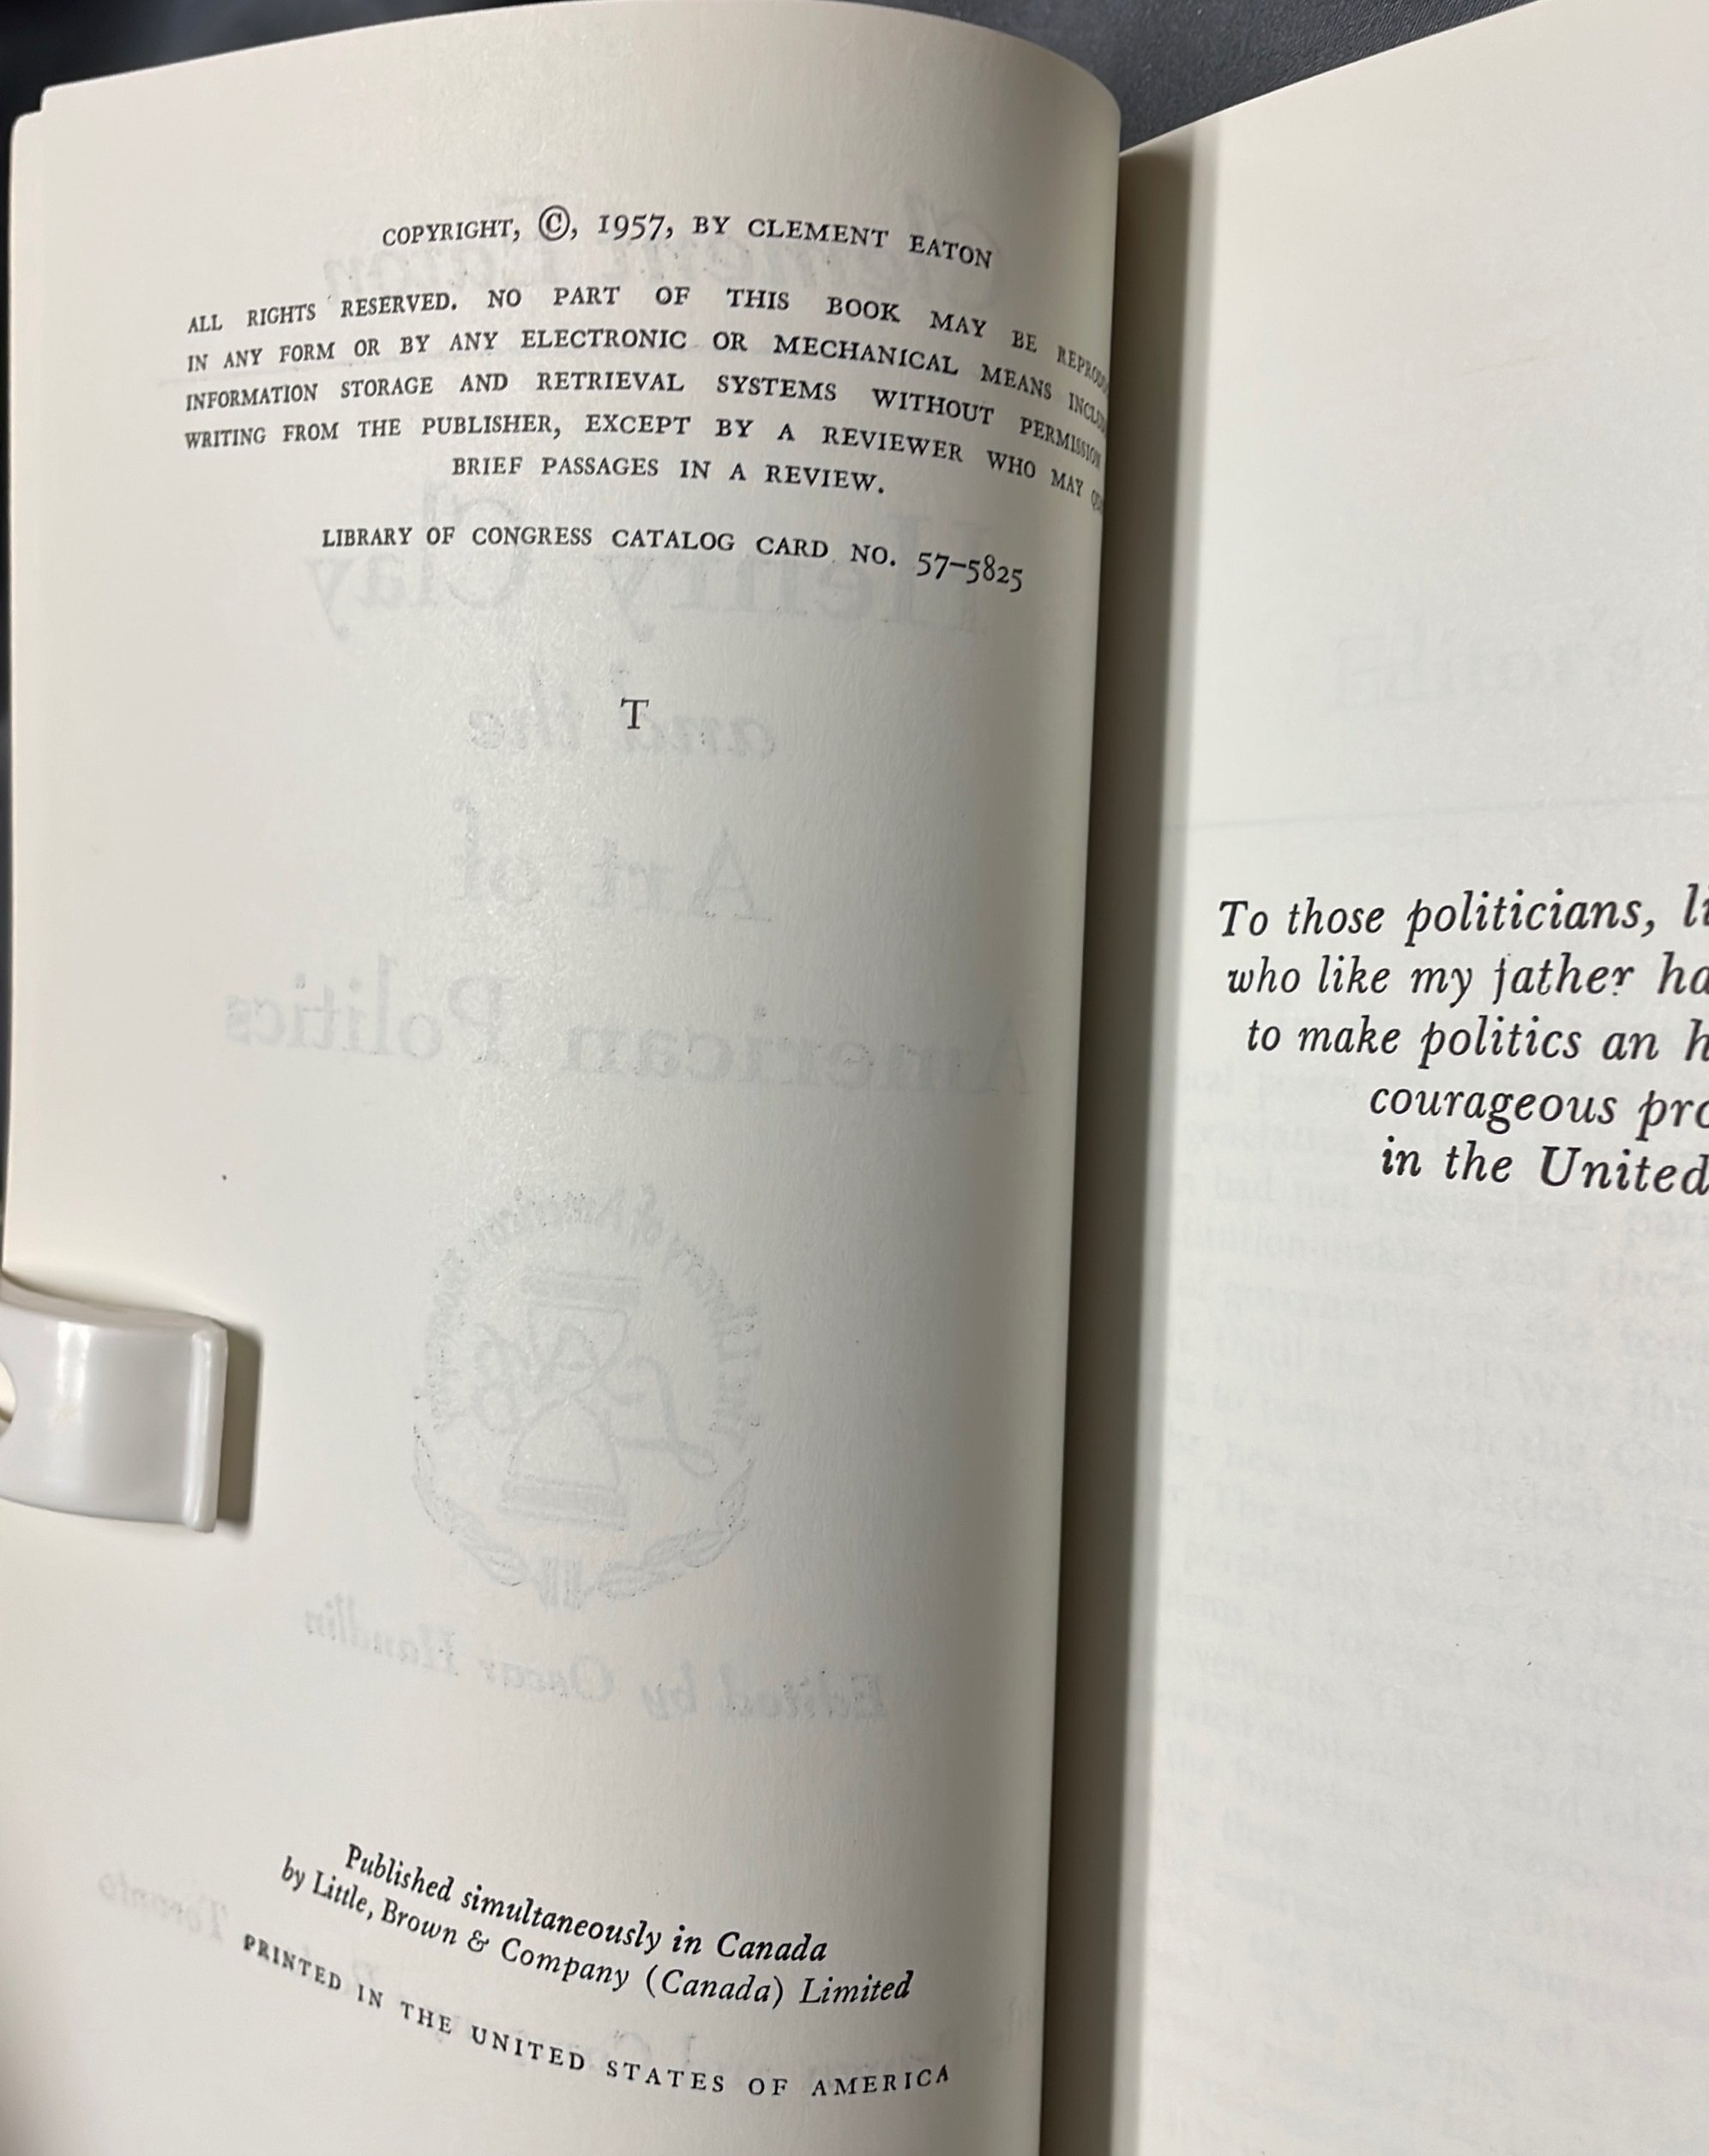 COPYRIGHT, ©, 1957, BY CLEMENT EATON
ALL RIGHTS RESERVED. NO PART OF THIS BOOK MAY BE
IN ANY FORM OR BY ANY ELECTRONIC OR MECHANICAL MEANS
INFORMATION STORAGE AND RETRIEVAL SYSTEMS WITHOUT PERMISSION
WRITING FROM THE PUBLISHER, EXCEPT BY A REVIEWER WHO MAY
BRIEF PASSAGES IN A REVIEW.
LIBRARY OF CONGRESS CATALOG CARD NO. 57–5825
T
Published simultaneously in Canada
by Little, Brown & Company (Canada) Limited
PRINTED IN THE UNITED STATES OF AMERICA
To those politicians,
who like my father
to make politics an
courageous
in the United